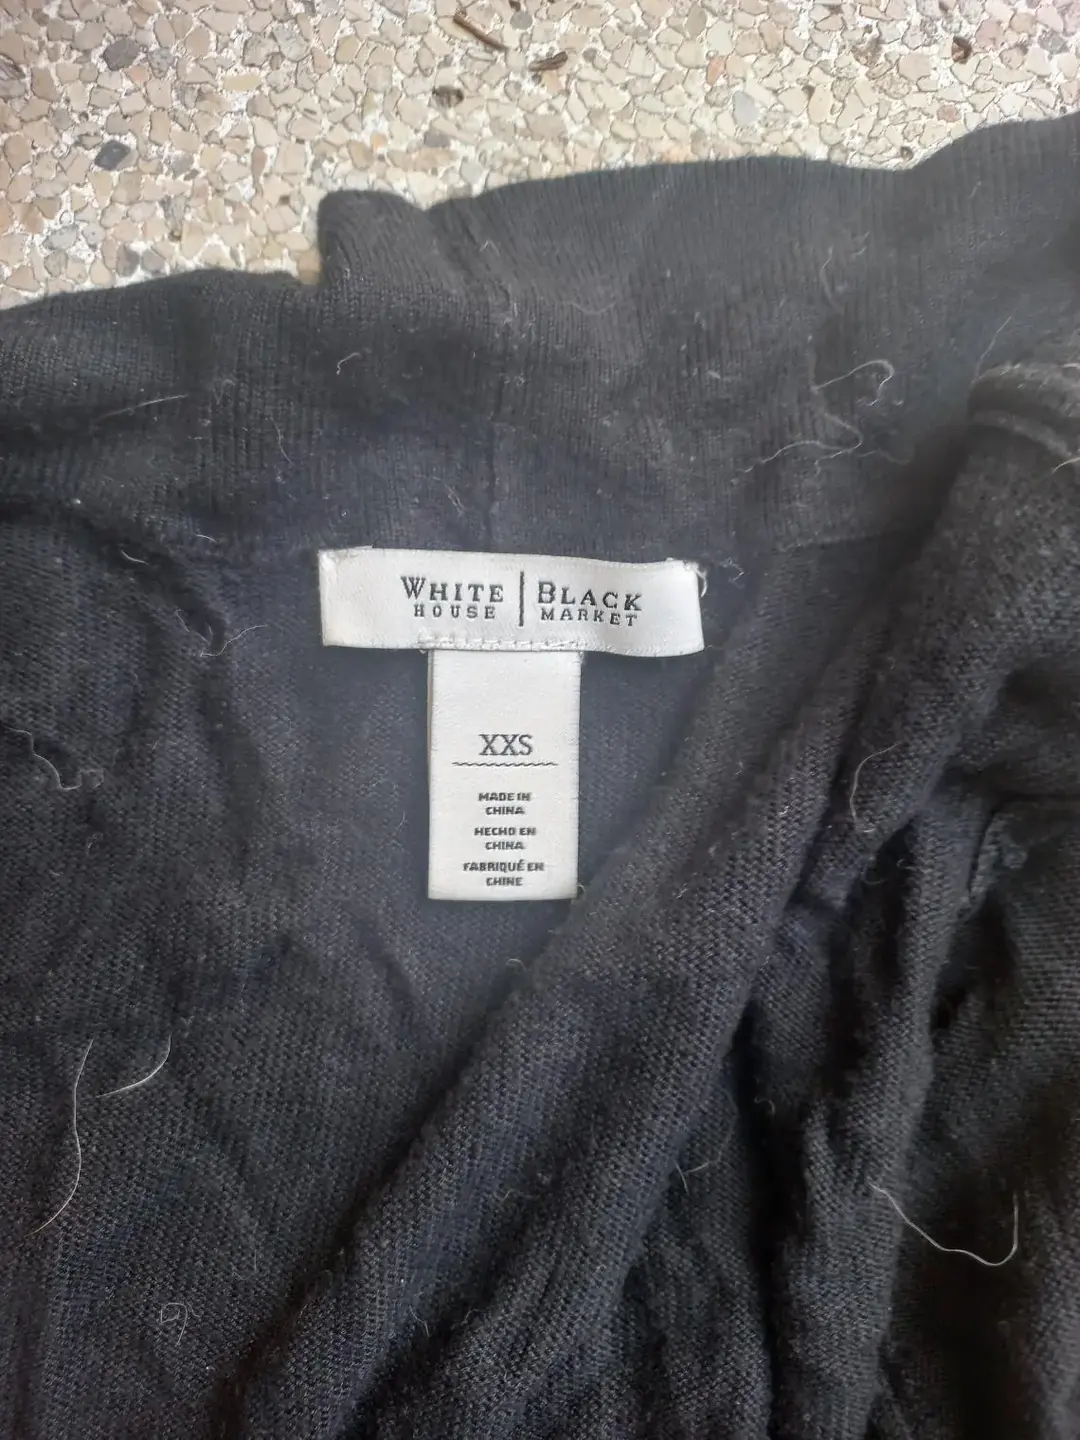 WHITE | BLACK
HOUSE | MARKET
XXS
MADE IN
CHINA
HECHO EN
CHINA
FABRIQUÉ EN
CHINE